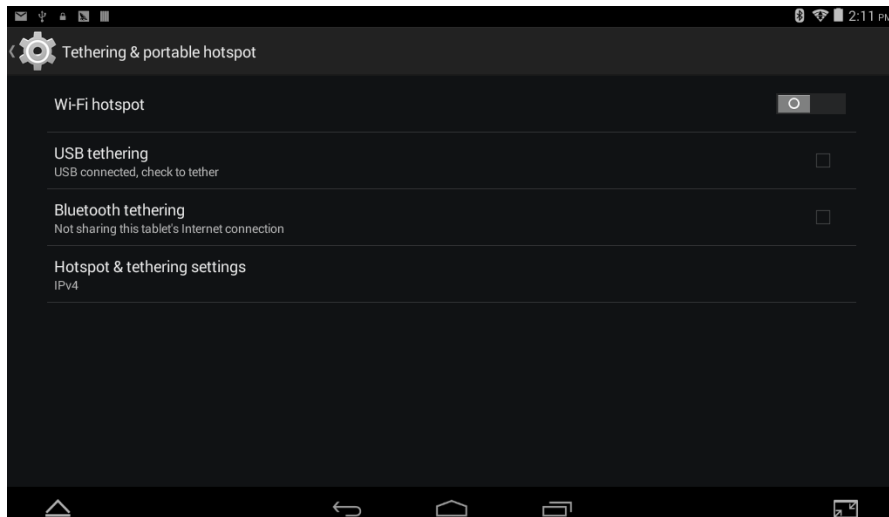 2:11 PM
Tethering & portable hotspot
Wi-Fi hotspot
USB tethering
USB connected, check to tether
Bluetooth tethering
Not sharing this tablet's Internet connection
Hotspot & tethering settings
IPv4